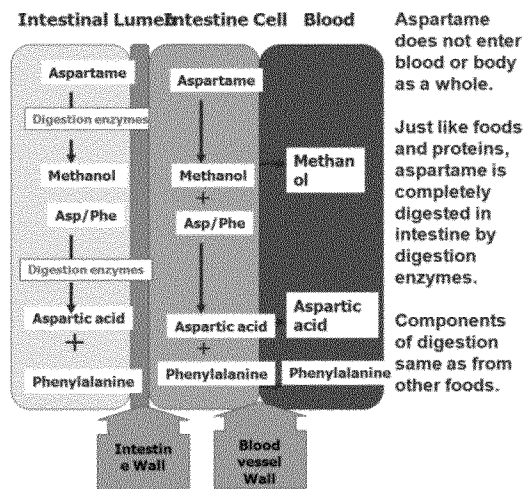 Intestinal Lumen
Intestine Cell
Blood
Aspartame
Digestion enzymes
Methanol
Asp/Phe
Digestion enzymes
Aspartic acid
+
Phenylalanine
Aspartame
Methanol
+
Asp/Phe
Aspartic acid
+
Phenylalanine
Methan
ol
Aspartic
acid
Phenylalanine
Intestin
e Wall
Blood
vessel
Wall
Aspartame
does not enter
blood or body
as a whole.
Just like foods
and proteins,
aspartame is
completely
digested in
intestine by
digestion
enzymes.
Components
of digestion
same as from
other foods.